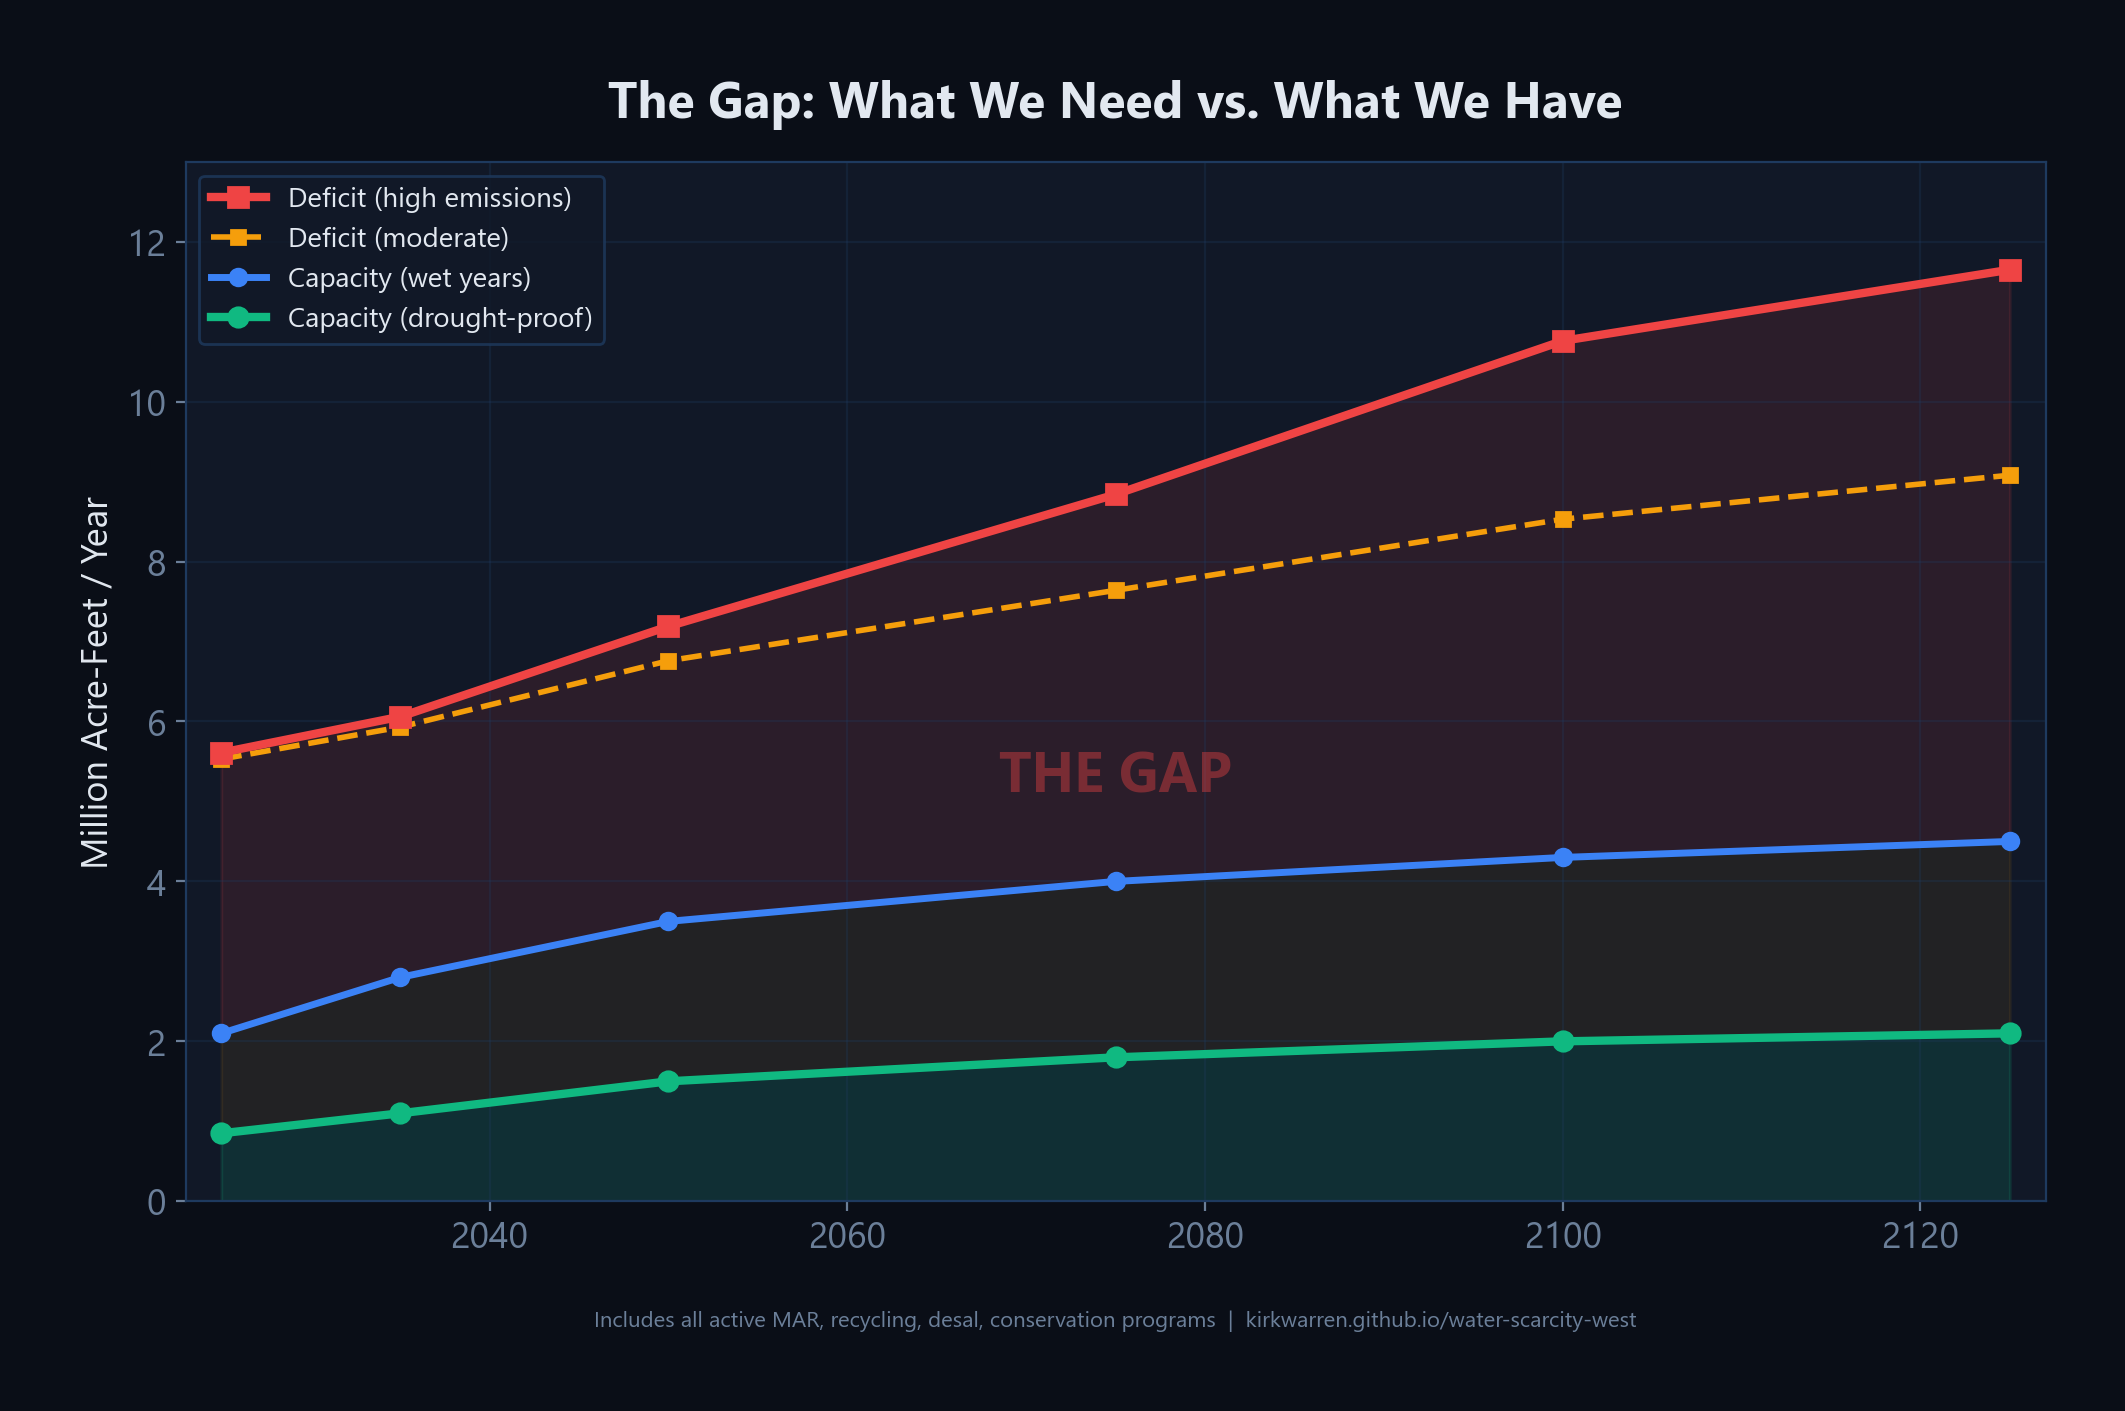 The Gap: What We Need vs. What We Have
Deficit (high emissions)
Deficit (moderate)
Capacity (wet years)
Capacity (drought-proof)
12
10
8
6
4
2
0
Million Acre-Feet / Year
THE GAP
2040
2060
2080
2100
2120
Includes all active MAR, recycling, desal, conservation programs | kirkwarren.github.io/water-scarcity-west